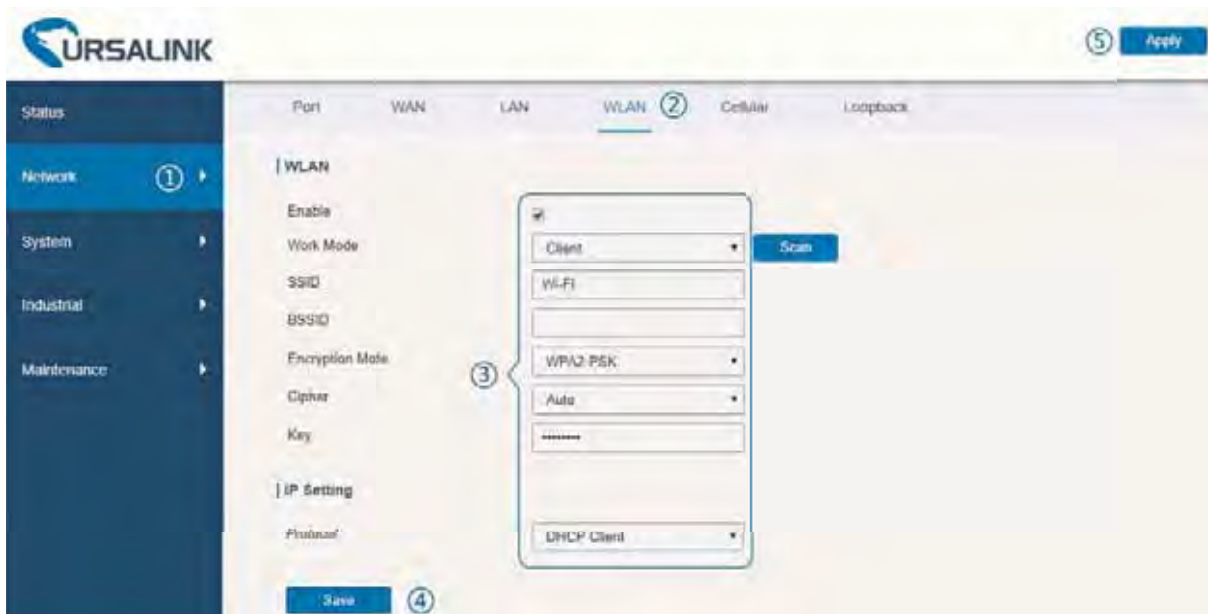 URSALINK
⑤ Apply
Status
Port WAN LAN WLAN ② Cellular Loopback
Network ①
WLAN
Enable
System
Work Mode Client Scan
SSID Wi-Fi
Industrial
BSSID
Encryption Mode WPA2-PSK
Maintenance
③
Cipher Auto
Key ••••••••
IP Setting
Protocol DHCP Client
Save ④